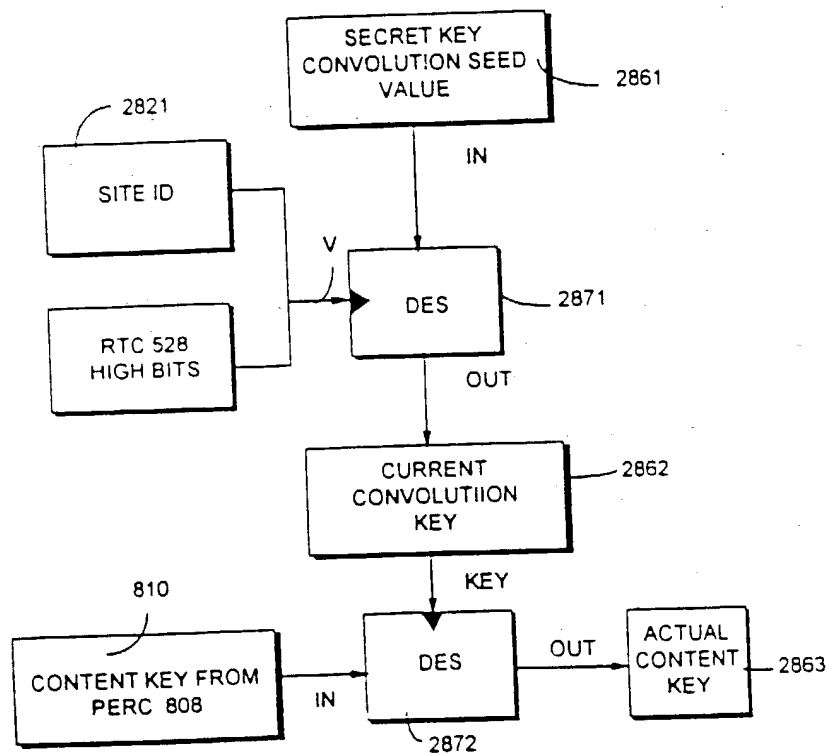 SECRET KEY
CONVOLUTION SEED
VALUE
2861
2821
IN
SITE ID
V
DES
2871
RTC 528
HIGH BITS
OUT
CURRENT
CONVOLUTIION
KEY
2862
KEY
810
CONTENT KEY FROM
PERC 808
IN
DES
OUT
ACTUAL
CONTENT
KEY
2863
2872